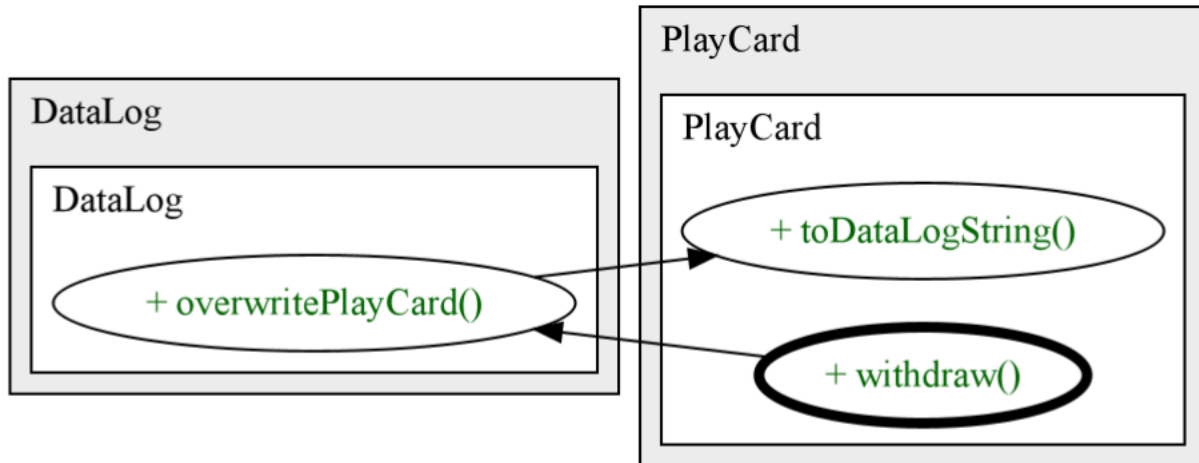 DataLog
DataLog
+ overwritePlayCard()
PlayCard
PlayCard
+ toDataLogString()
+ withdraw()